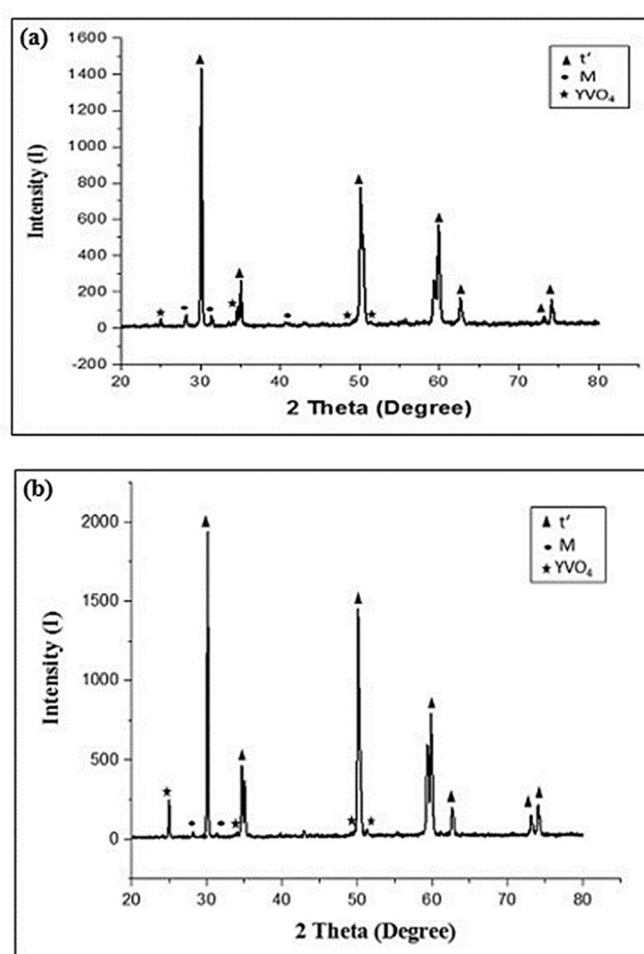 (a)
1600
1400
1200
1000
800
600
400
200
0
-200
Intensity (I)
t′
M
YVO₄
20 30 40 50 60 70 80
2 Theta (Degree)
(b)
2000
1500
1000
500
0
Intensity (I)
t′
M
YVO₄
20 30 40 50 60 70 80
2 Theta (Degree)